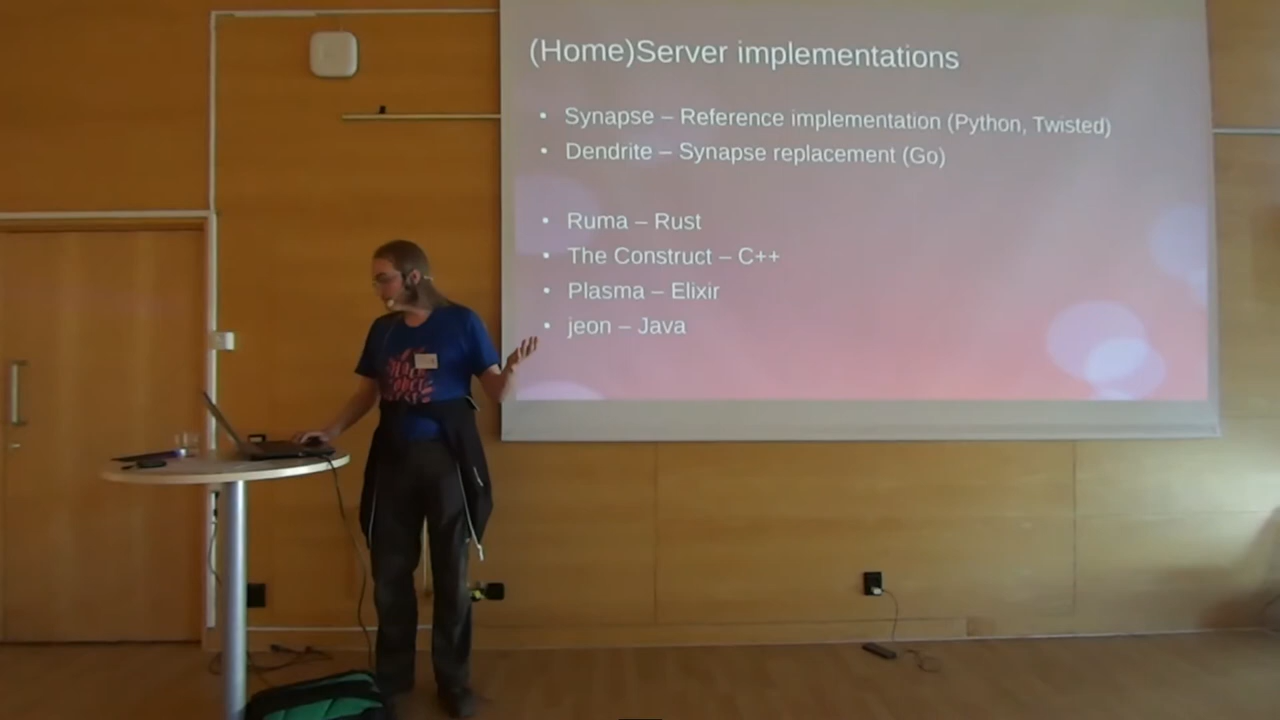 (Home)Server implementations
• Synapse – Reference implementation (Python, Twisted)
• Dendrite – Synapse replacement (Go)
• Ruma – Rust
• The Construct – C++
• Plasma – Elixir
• jeon – Java